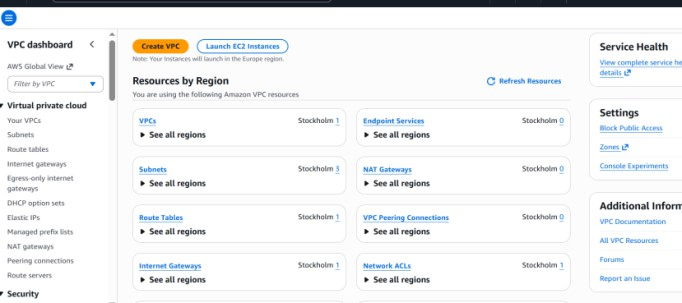 VPC dashboard
AWS Global View
Filter by VPC
Virtual private cloud
Your VPCs
Subnets
Route tables
Internet gateways
Egress-only internet
gateways
DHCP option sets
Elastic IPs
Managed prefix lists
NAT gateways
Peering connections
Route servers
Security
Create VPC
Launch EC2 Instances
Note: Your Instances will launch in the Europe region.
Resources by Region
Refresh Resources
You are using the following Amazon VPC resources
VPCs Stockholm 1
See all regions
Endpoint Services Stockholm 0
See all regions
Subnets Stockholm 3
See all regions
NAT Gateways Stockholm 0
See all regions
Route Tables Stockholm 1
See all regions
VPC Peering Connections Stockholm 0
See all regions
Internet Gateways Stockholm 1
See all regions
Network ACLs Stockholm 1
See all regions
Service Health
View complete service he
details
Settings
Block Public Access
Zones
Console Experiments
Additional Inform
VPC Documentation
All VPC Resources
Forums
Report an Issue